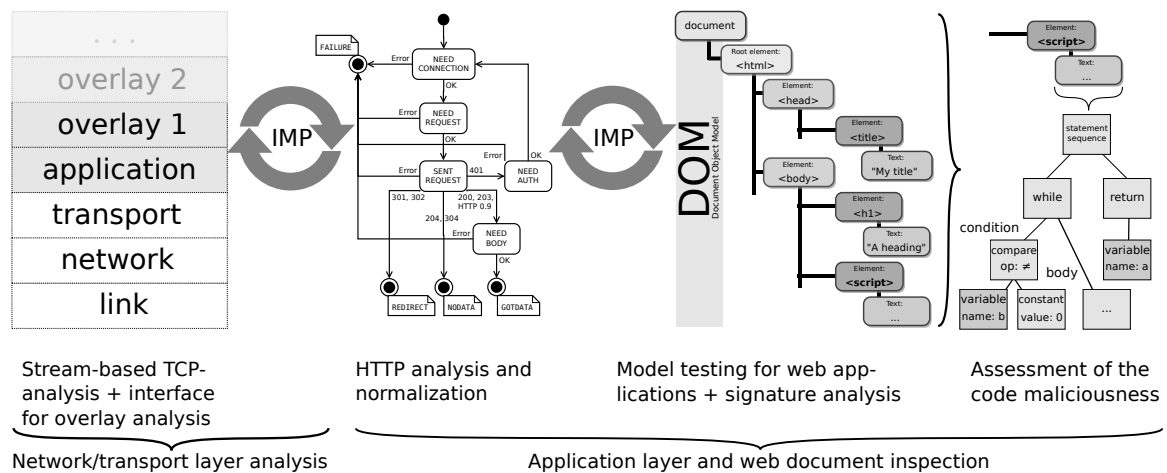 . . .
overlay 2
overlay 1
application
transport
network
link
IMP
FAILURE
Error
NEED
CONNECTION
OK
Error
NEED
REQUEST
OK
Error
Error
SENT
REQUEST
401
OK
NEED
AUTH
301, 302
200, 203,
HTTP 0.9
204, 304
Error
NEED
BODY
OK
REDIRECT
NODATA
GOTDATA
IMP
DOM
Document Object Model
document
Root element:
<html>
Element:
<head>
Element:
<title>
Text:
"My title"
Element:
<body>
Element:
<h1>
Text:
"A heading"
Element:
<script>
Text:
...
Element:
<script>
Text:
...
statement
sequence
while
return
condition
compare
op: ≠
body
variable
name: a
variable
name: b
constant
value: 0
...
Stream-based TCP-
analysis + interface
for overlay analysis
HTTP analysis and
normalization
Model testing for web app-
lications + signature analysis
Assessment of the
code maliciousness
Network/transport layer analysis
Application layer and web document inspection